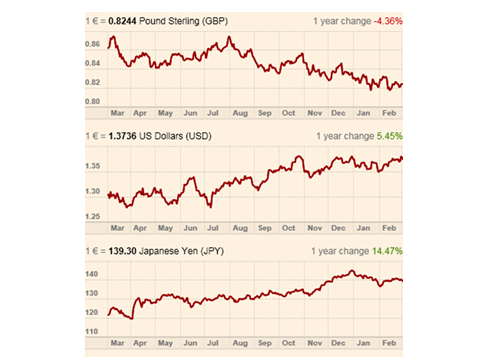 1 € = 0.8244 Pound Sterling (GBP) 1 year change -4.36%
0.86
0.84
0.82
0.80
Mar Apr May Jun Jul Aug Sep Oct Nov Dec Jan Feb
1 € = 1.3736 US Dollars (USD) 1 year change 5.45%
1.35
1.30
1.25
Mar Apr May Jun Jul Aug Sep Oct Nov Dec Jan Feb
1 € = 139.30 Japanese Yen (JPY) 1 year change 14.47%
140
130
120
110
Mar Apr May Jun Jul Aug Sep Oct Nov Dec Jan Feb